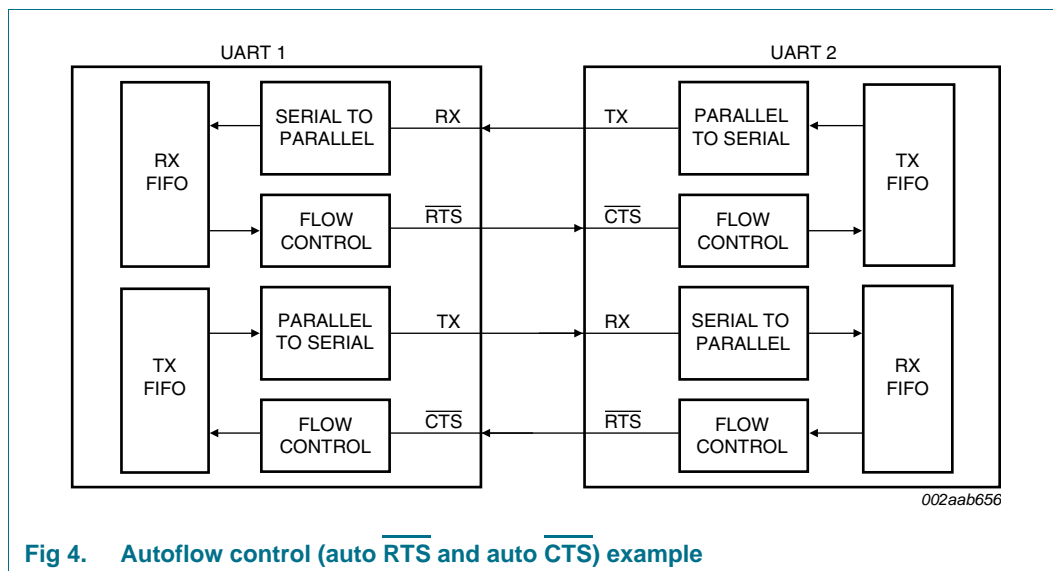 UART 1
UART 2
RX
FIFO
SERIAL TO
PARALLEL
RX
TX
PARALLEL
TO SERIAL
TX
FIFO
FLOW
CONTROL
RTS
CTS
FLOW
CONTROL
TX
FIFO
PARALLEL
TO SERIAL
TX
RX
SERIAL TO
PARALLEL
RX
FIFO
FLOW
CONTROL
CTS
RTS
FLOW
CONTROL
002aab656
Fig 4. Autoflow control (auto RTS and auto CTS) example